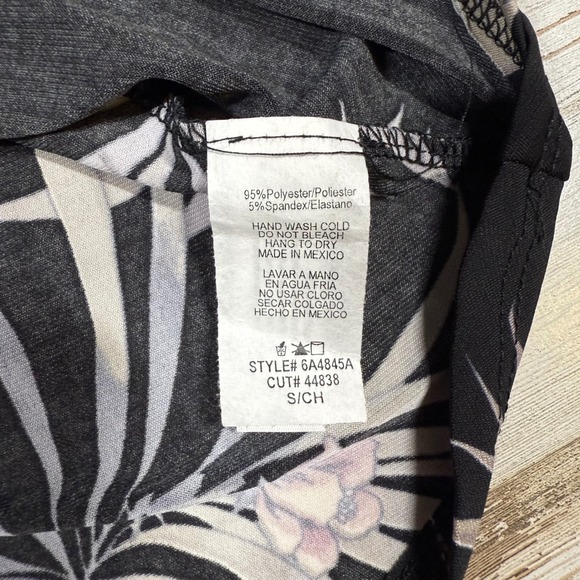 95%Polyester/Poliester
5%Spandex/Elastano
HAND WASH COLD
DO NOT BLEACH
HANG TO DRY
MADE IN MEXICO
LAVAR A MANO
EN AGUA FRIA
NO USAR CLORO
SECAR COLGADO
HECHO EN MEXICO
STYLE# 6A4845A
CUT# 44838
S/CH